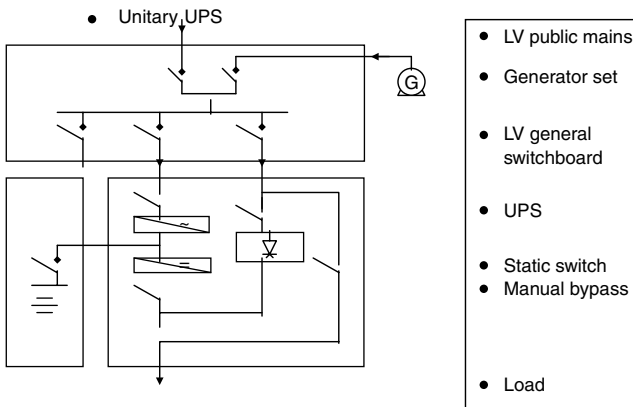 ● Unitary UPS
G
~
=
● LV public mains
● Generator set
● LV general
switchboard
● UPS
● Static switch
● Manual bypass
● Load